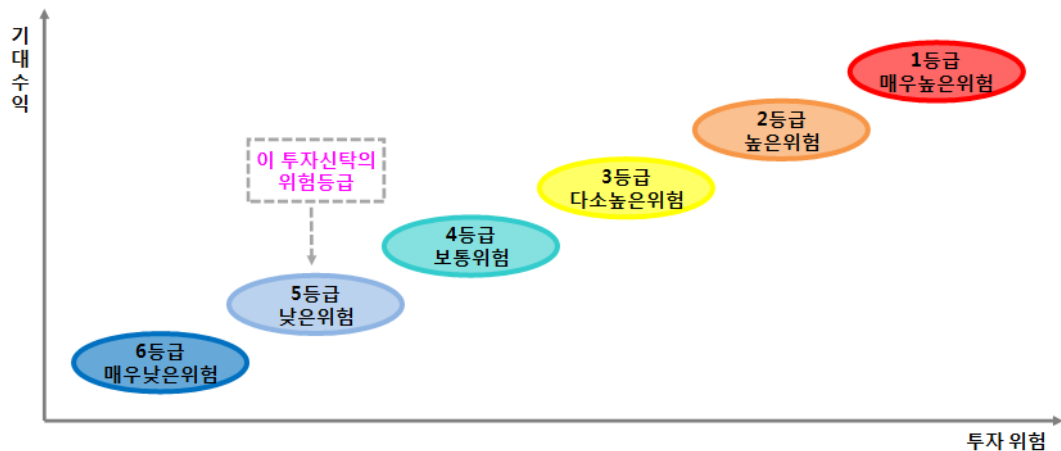 기대수익
1등급
매우높은위험
2등급
높은위험
이 투자신탁의
위험등급
3등급
다소높은위험
4등급
보통위험
5등급
낮은위험
6등급
매우낮은위험
투자 위험